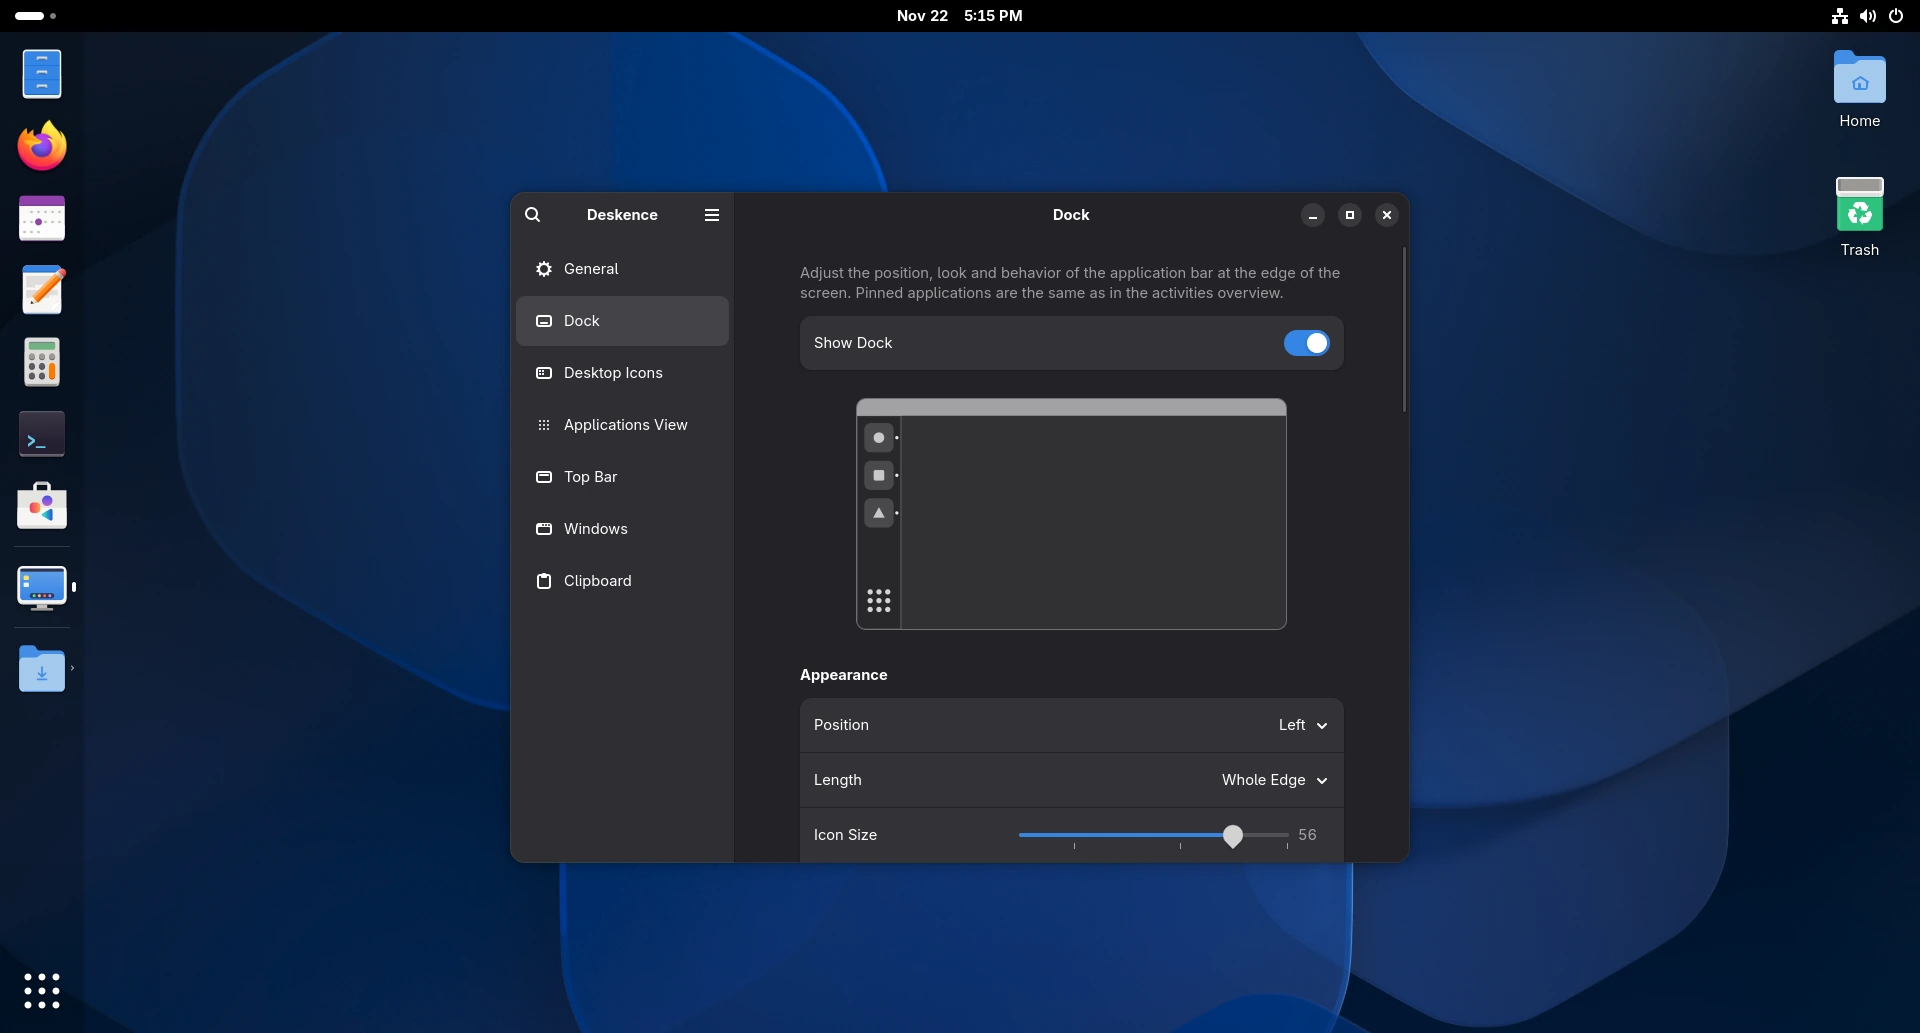 Nov 22 5:15 PM
Home
Trash
Deskence
Dock
General
Dock
Desktop Icons
Applications View
Top Bar
Windows
Clipboard
Adjust the position, look and behavior of the application bar at the edge of the
screen. Pinned applications are the same as in the activities overview.
Show Dock
Appearance
Position Left
Length Whole Edge
Icon Size 56